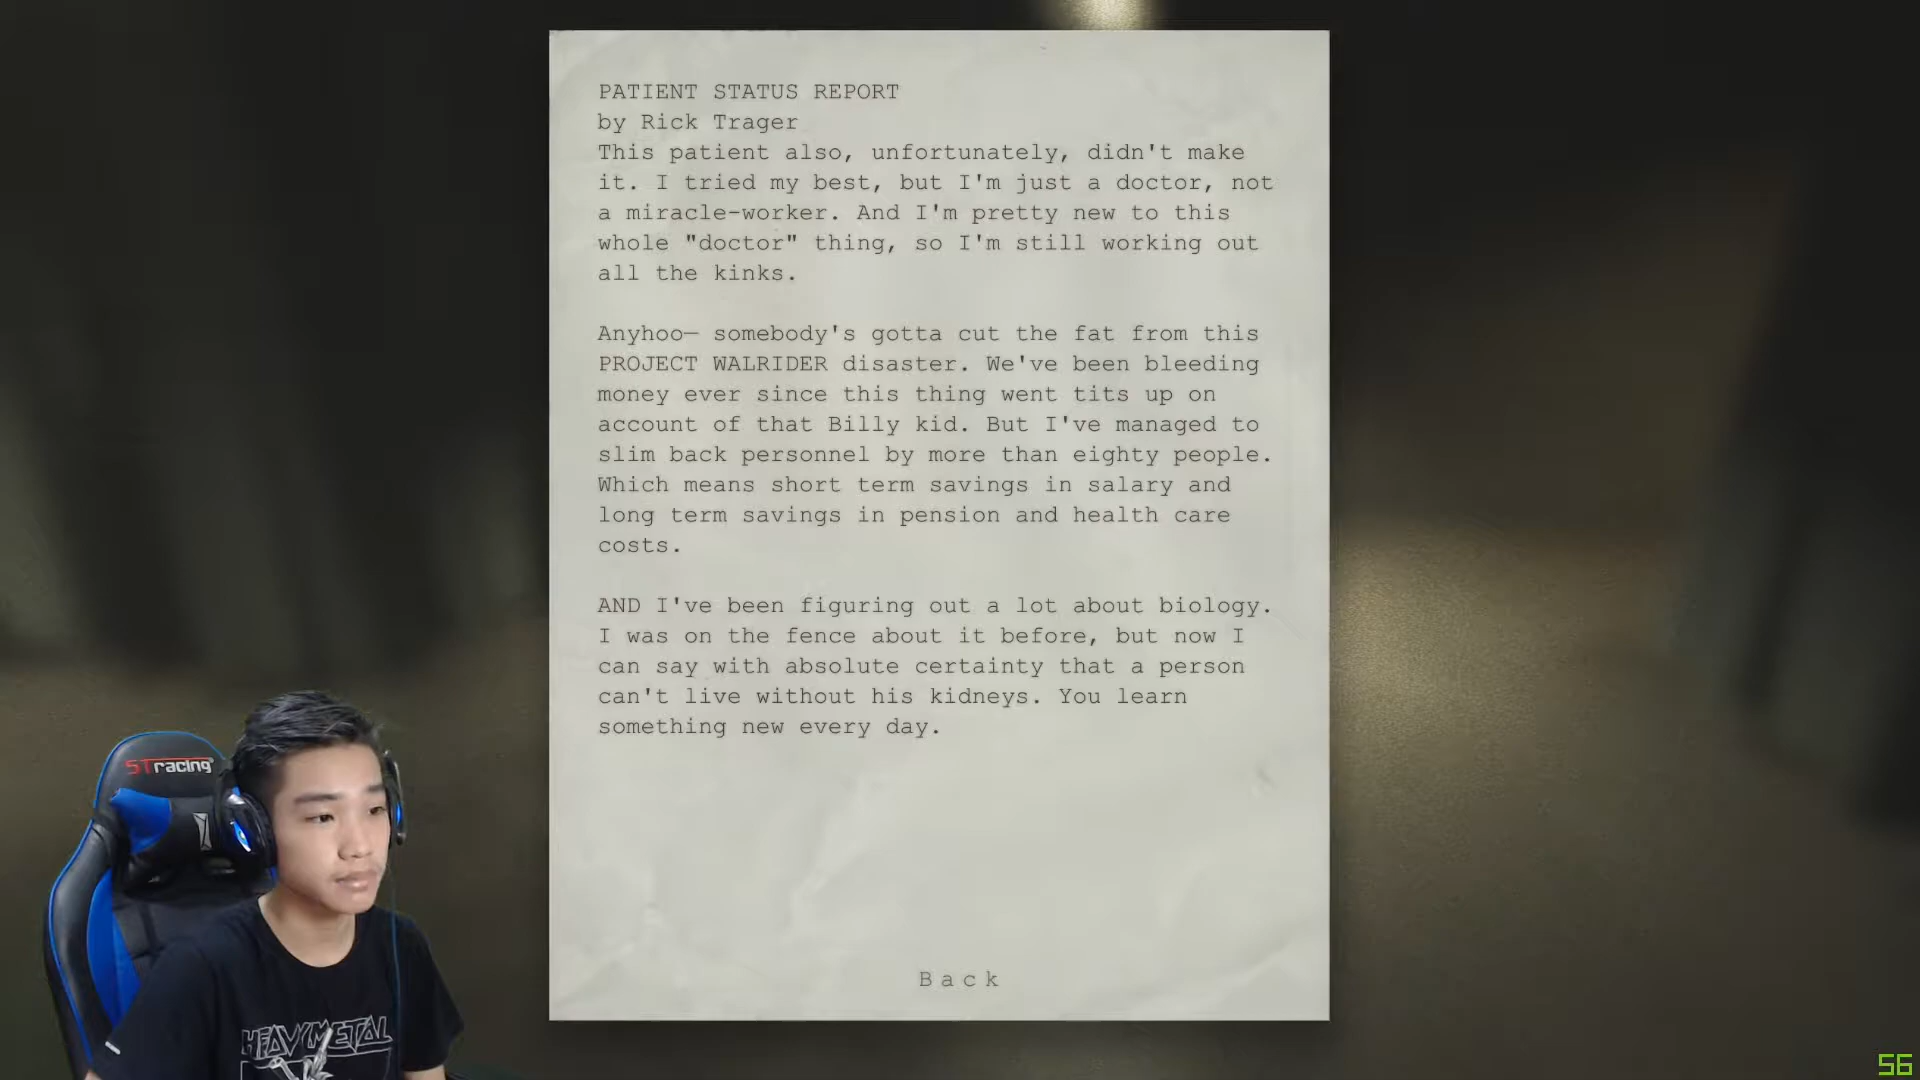 PATIENT STATUS REPORT
by Rick Trager
This patient also, unfortunately, didn't make
it. I tried my best, but I'm just a doctor, not
a miracle-worker. And I'm pretty new to this
whole "doctor" thing, so I'm still working out
all the kinks.
Anyhoo— somebody's gotta cut the fat from this
PROJECT WALRIDER disaster. We've been bleeding
money ever since this thing went tits up on
account of that Billy kid. But I've managed to
slim back personnel by more than eighty people.
Which means short term savings in salary and
long term savings in pension and health care
costs.
AND I've been figuring out a lot about biology.
I was on the fence about it before, but now I
can say with absolute certainty that a person
can't live without his kidneys. You learn
something new every day.
Back
STracing
HEAVY METAL
56